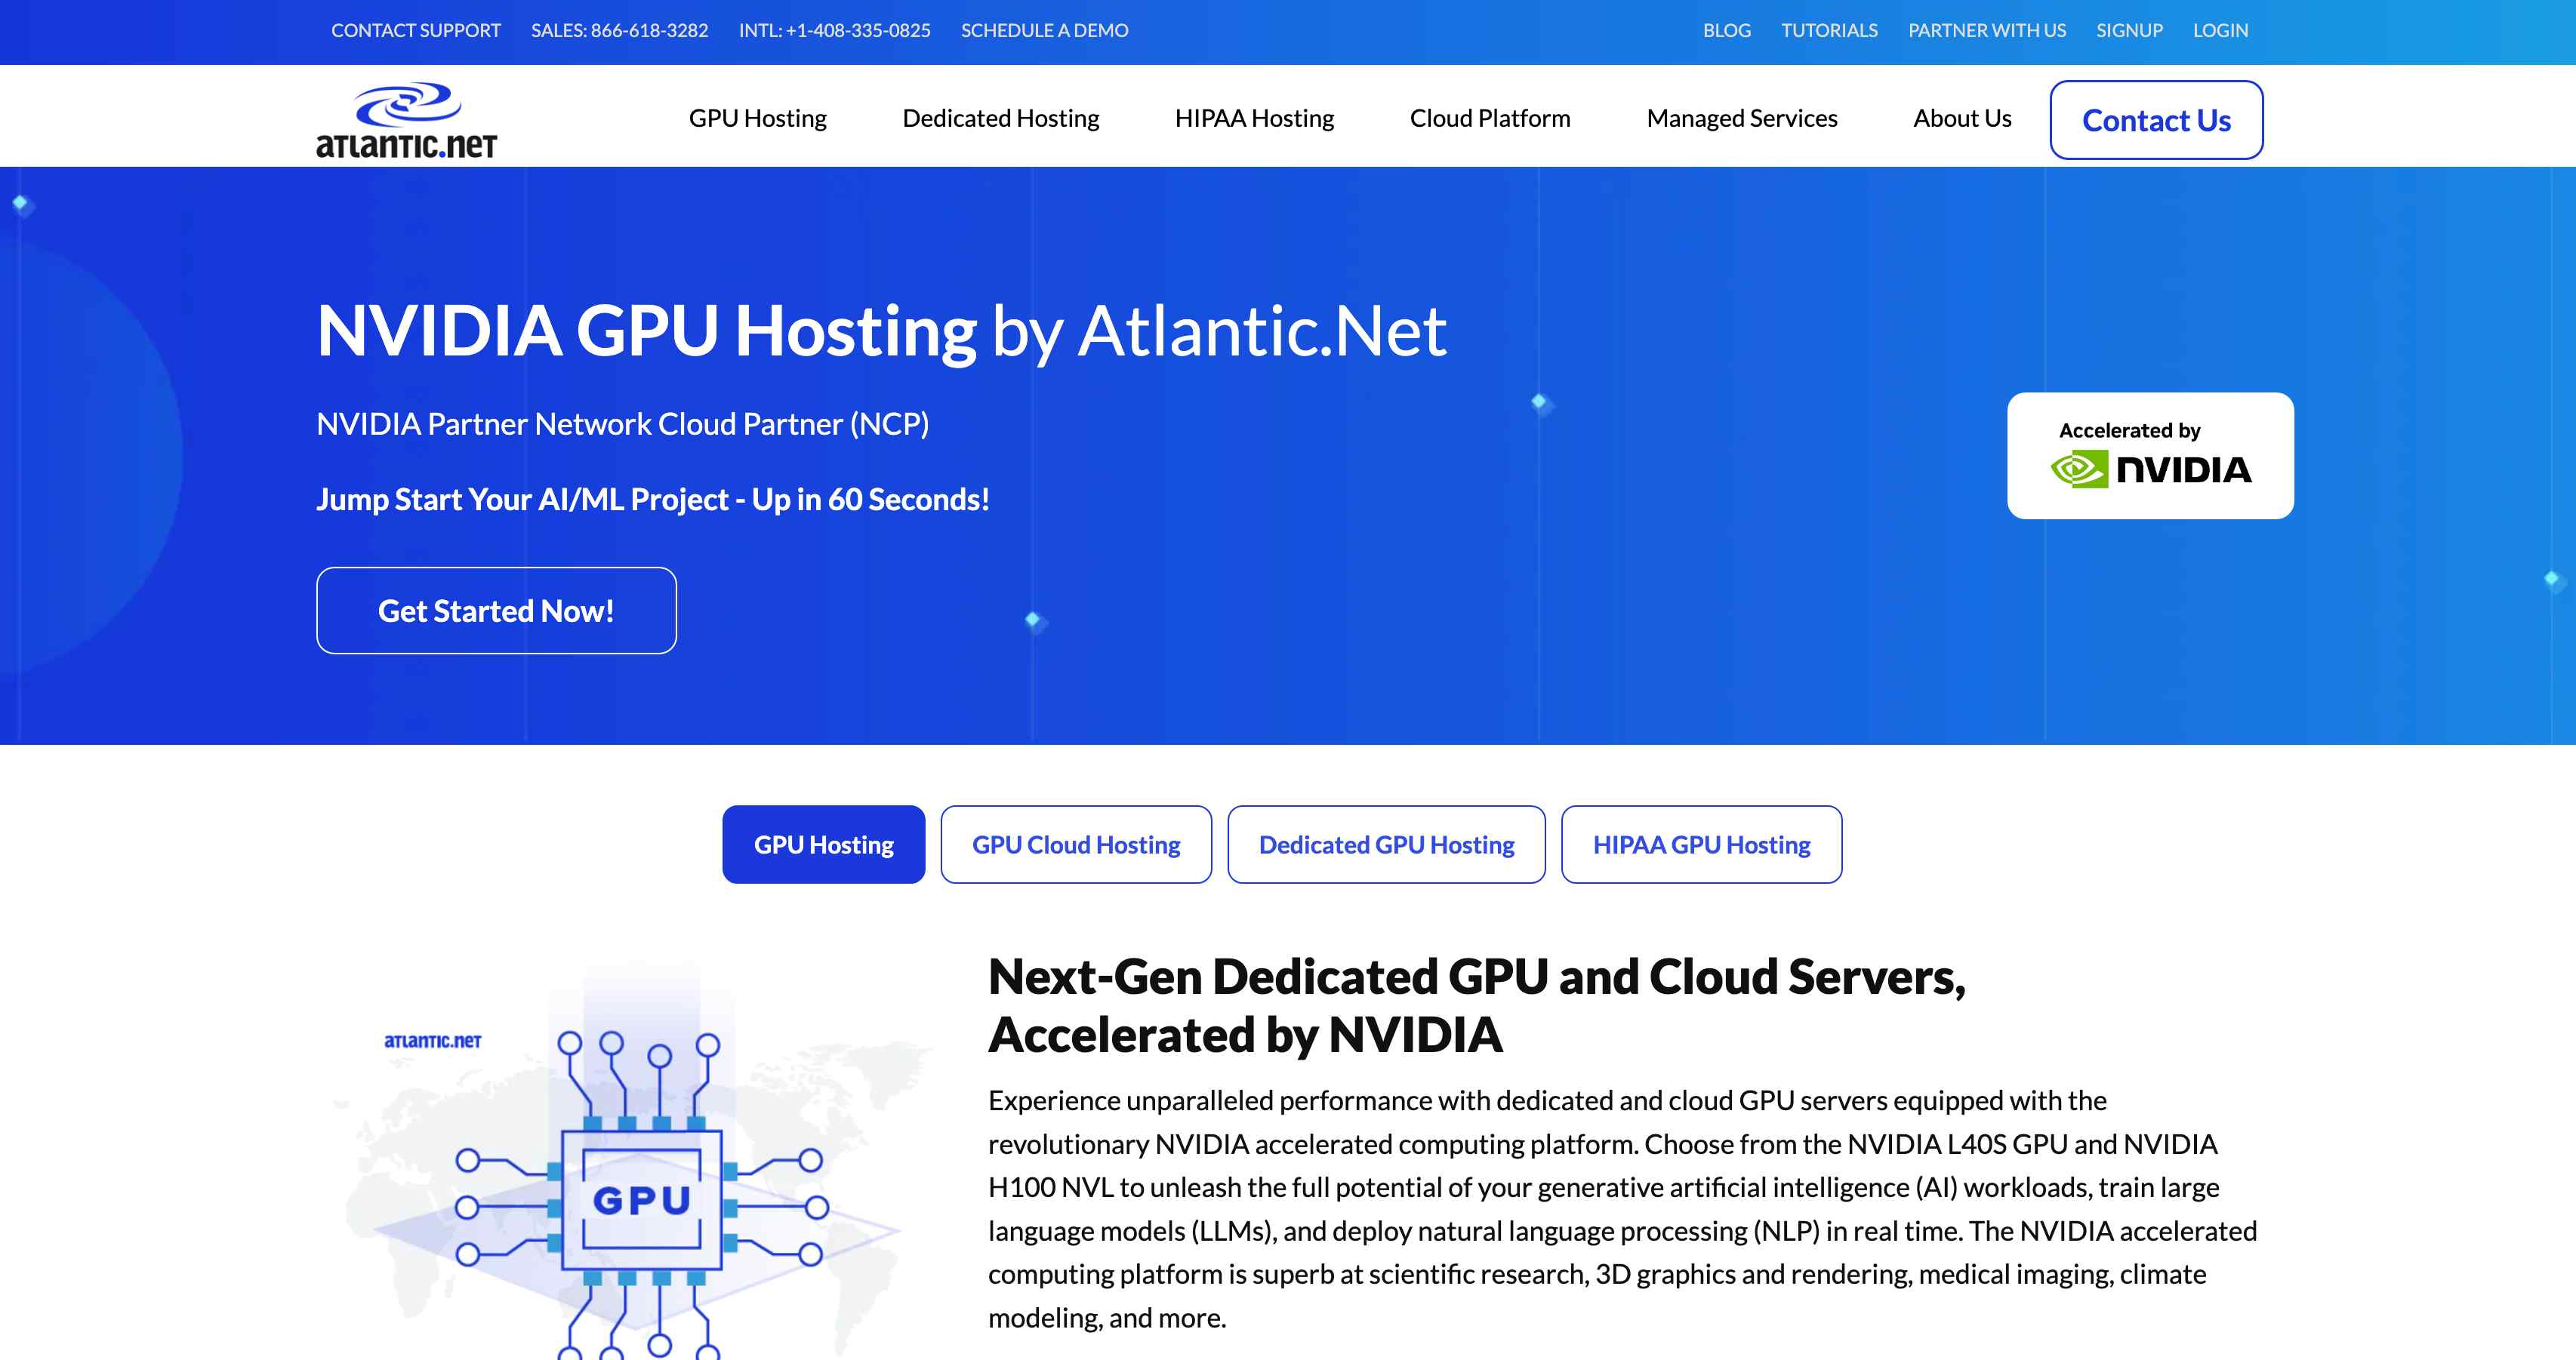 CONTACT SUPPORT SALES: 866-618-3282 INTL: +1-408-335-0825 SCHEDULE A DEMO BLOG TUTORIALS PARTNER WITH US SIGNUP LOGIN
atlantic.net GPU Hosting Dedicated Hosting HIPAA Hosting Cloud Platform Managed Services About Us Contact Us
NVIDIA GPU Hosting by Atlantic.Net
NVIDIA Partner Network Cloud Partner (NCP)
Jump Start Your AI/ML Project - Up in 60 Seconds!
Get Started Now!
Accelerated by
NVIDIA
GPU Hosting GPU Cloud Hosting Dedicated GPU Hosting HIPAA GPU Hosting
atlantic.net
GPU
Next-Gen Dedicated GPU and Cloud Servers,
Accelerated by NVIDIA
Experience unparalleled performance with dedicated and cloud GPU servers equipped with the
revolutionary NVIDIA accelerated computing platform. Choose from the NVIDIA L40S GPU and NVIDIA
H100 NVL to unleash the full potential of your generative artificial intelligence (AI) workloads, train large
language models (LLMs), and deploy natural language processing (NLP) in real time. The NVIDIA accelerated
computing platform is superb at scientific research, 3D graphics and rendering, medical imaging, climate
modeling, and more.